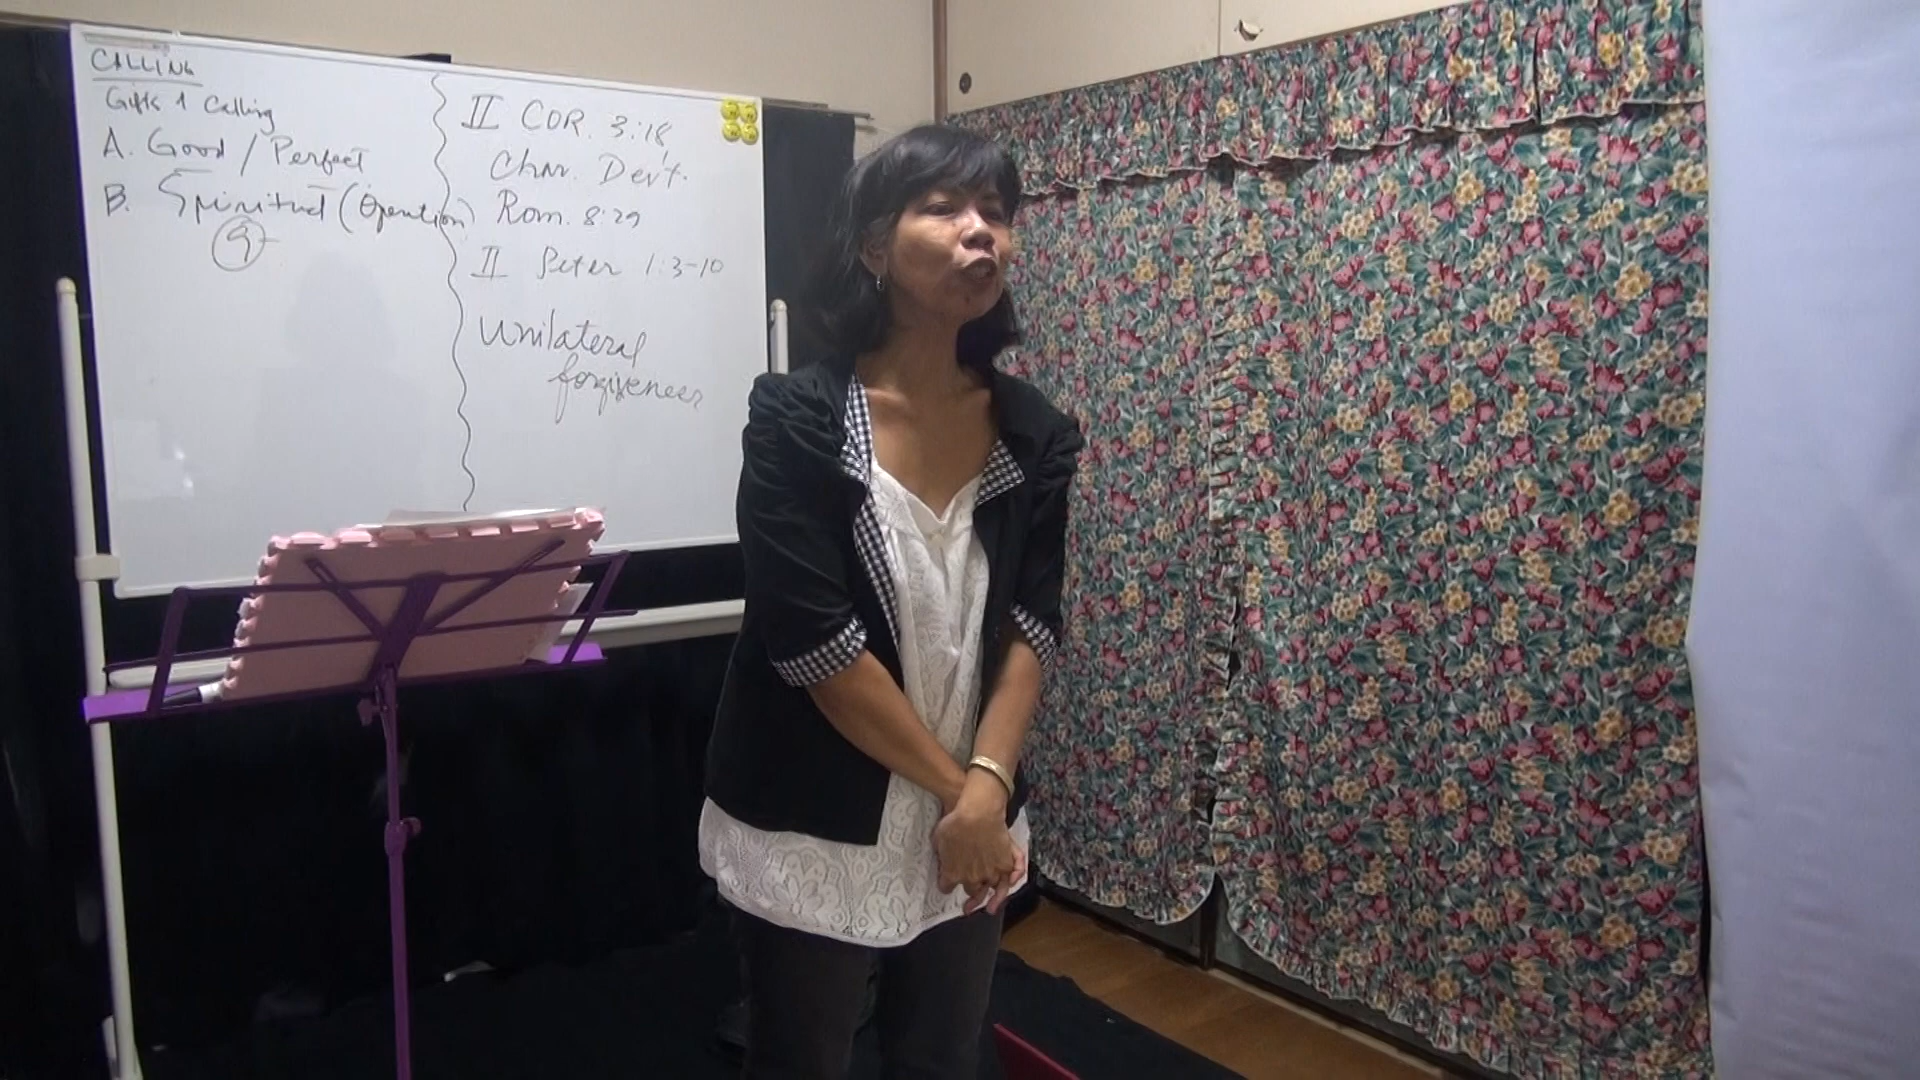 CALLING
Gifts & Calling
A. Good / Perfect
B. Spiritual (Operation)
9
II COR. 3:18
Char. Dev't.
Rom. 8:29
II Peter 1:3-10
Unilateral
forgiveness